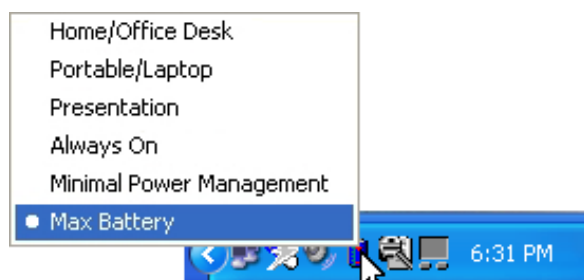 Home/Office Desk
Portable/Laptop
Presentation
Always On
Minimal Power Management
Max Battery
6:31 PM